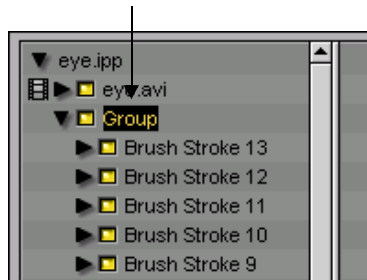 eye.ipp
eye.avi
Group
Brush Stroke 13
Brush Stroke 12
Brush Stroke 11
Brush Stroke 10
Brush Stroke 9